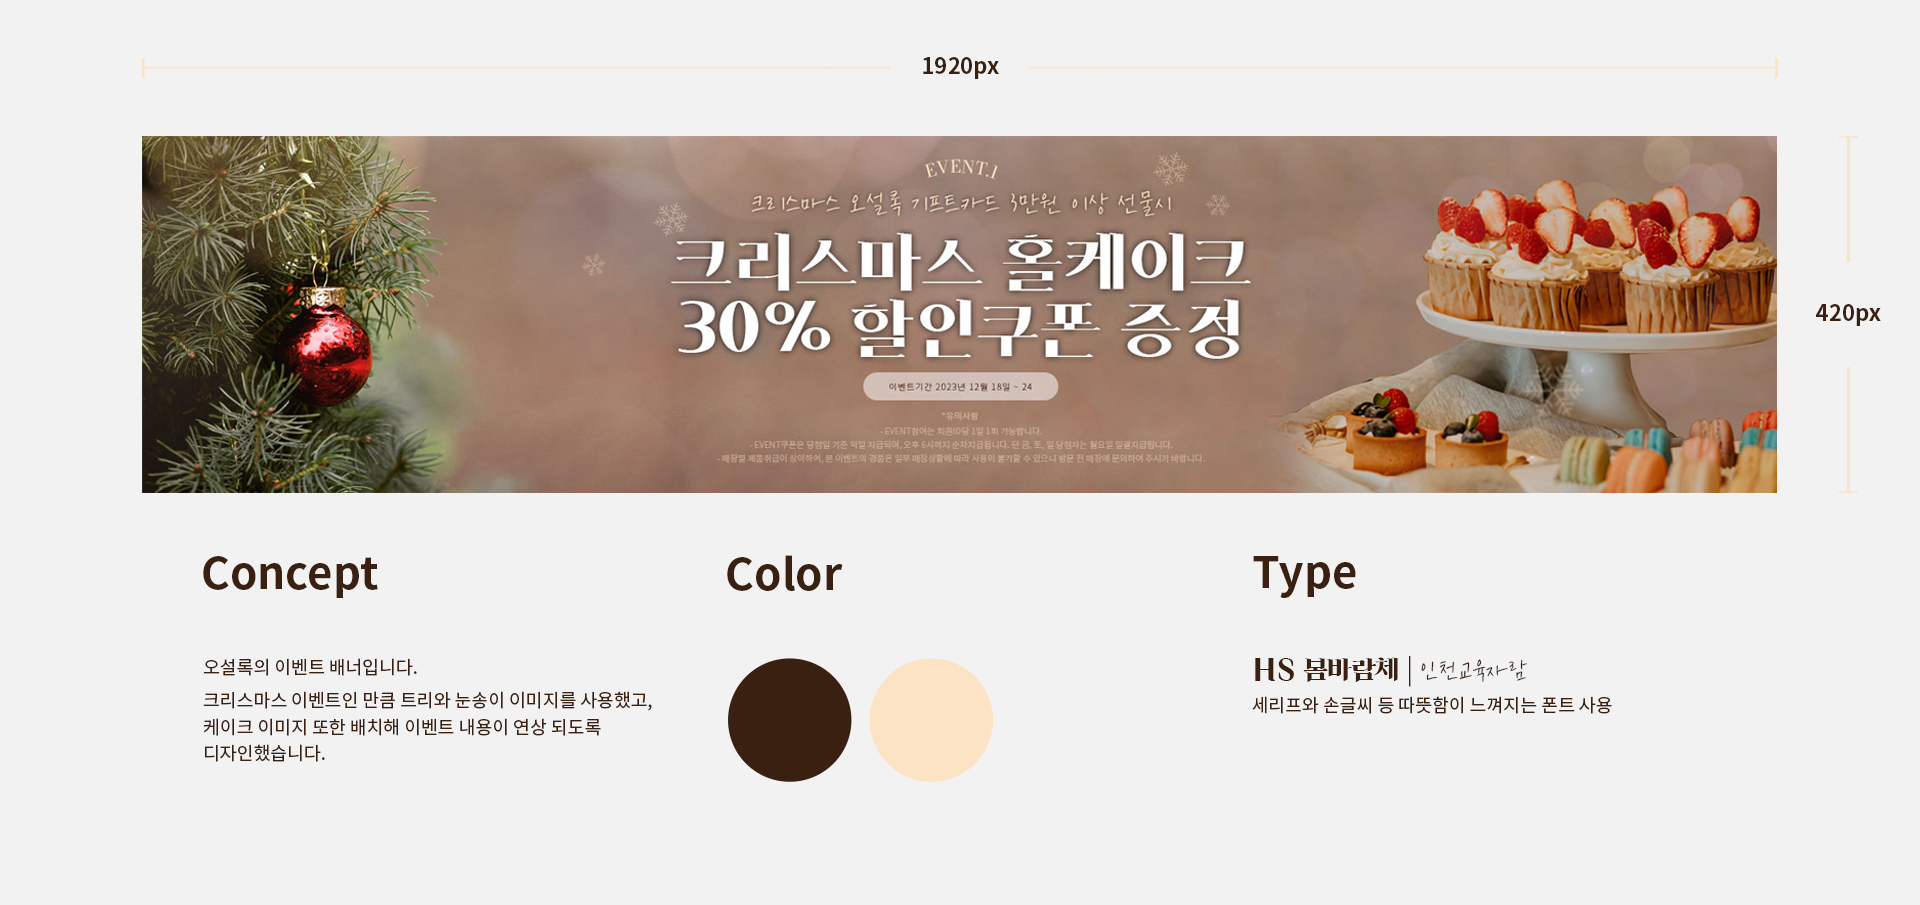 1920px
EVENT.1
크리스마스 오설록 기프트카드 3만원 이상 선물시
크리스마스 홀케이크
30% 할인쿠폰 증정
이벤트기간 2023년 12월 18일 ~ 24
*유의사항
- EVENT참여는 회원ID당 1일 1회 가능합니다.
- EVENT쿠폰은 당첨일 기준 익일 지급되며, 오후 6시까지 순차지급됩니다. 단 금, 토, 일 당첨자는 월요일 일괄지급됩니다.
- 매장별 제품취급이 상이하여, 본 이벤트의 경품은 일부 매장상황에 따라 사용이 불가할 수 있으니 방문 전 매장에 문의하여 주시기 바랍니다.
420px
Concept
오설록의 이벤트 배너입니다.
크리스마스 이벤트인 만큼 트리와 눈송이 이미지를 사용했고,
케이크 이미지 또한 배치해 이벤트 내용이 연상 되도록
디자인했습니다.
Color
Type
HS 봄바람체 | 인천교육자람
세리프와 손글씨 등 따뜻함이 느껴지는 폰트 사용